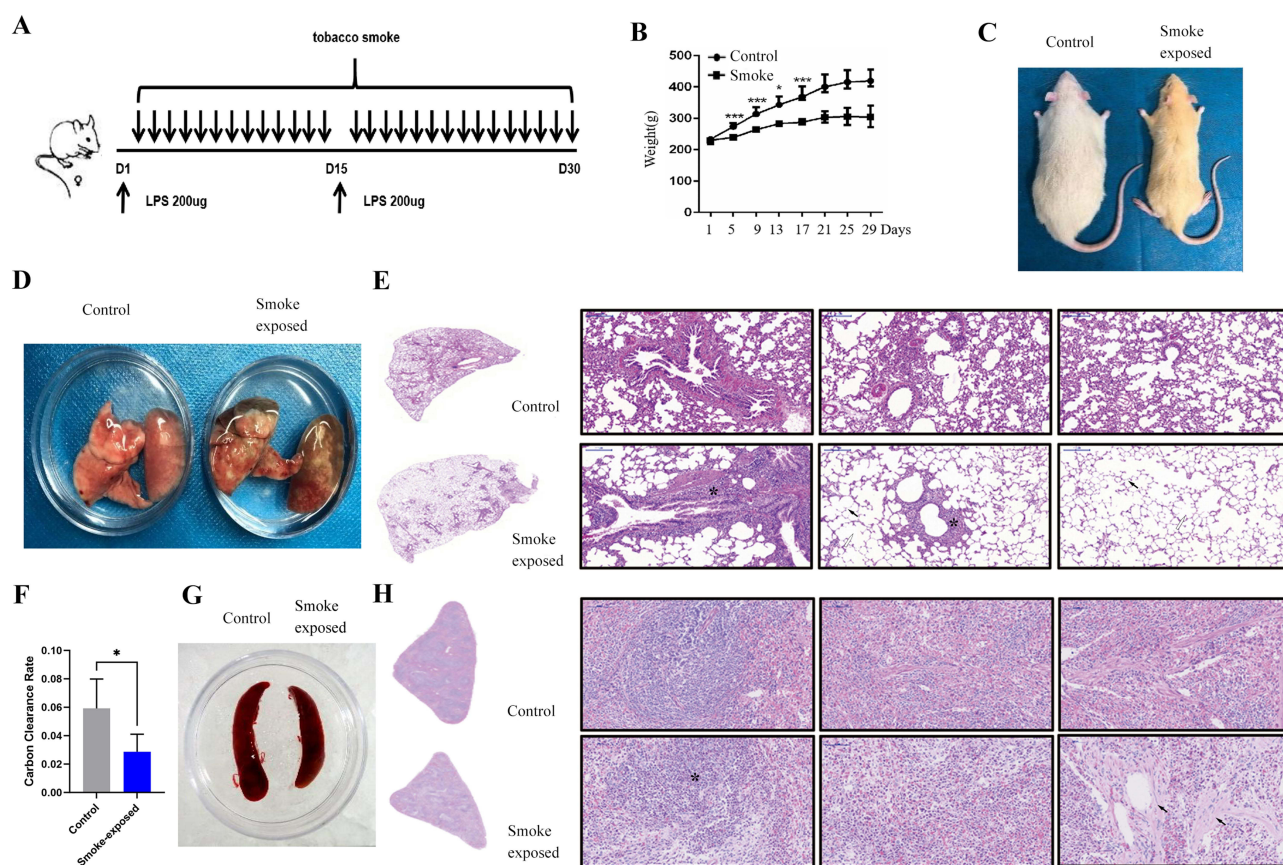 A
tobacco smoke
D1
D15
D30
LPS 200ug
LPS 200ug
B
500
400
300
200
100
0
Weight(g)
Control
Smoke
***
***
*
***
1 5 9 13 17 21 25 29 Days
C
Control
Smoke
exposed
D
Control
Smoke
exposed
E
Control
Smoke
exposed
*
*
F
0.10
0.08
0.06
0.04
0.02
0.00
Carbon Clearance Rate
*
Control
Smoke-exposed
G
Control
Smoke
exposed
H
Control
Smoke
exposed
*